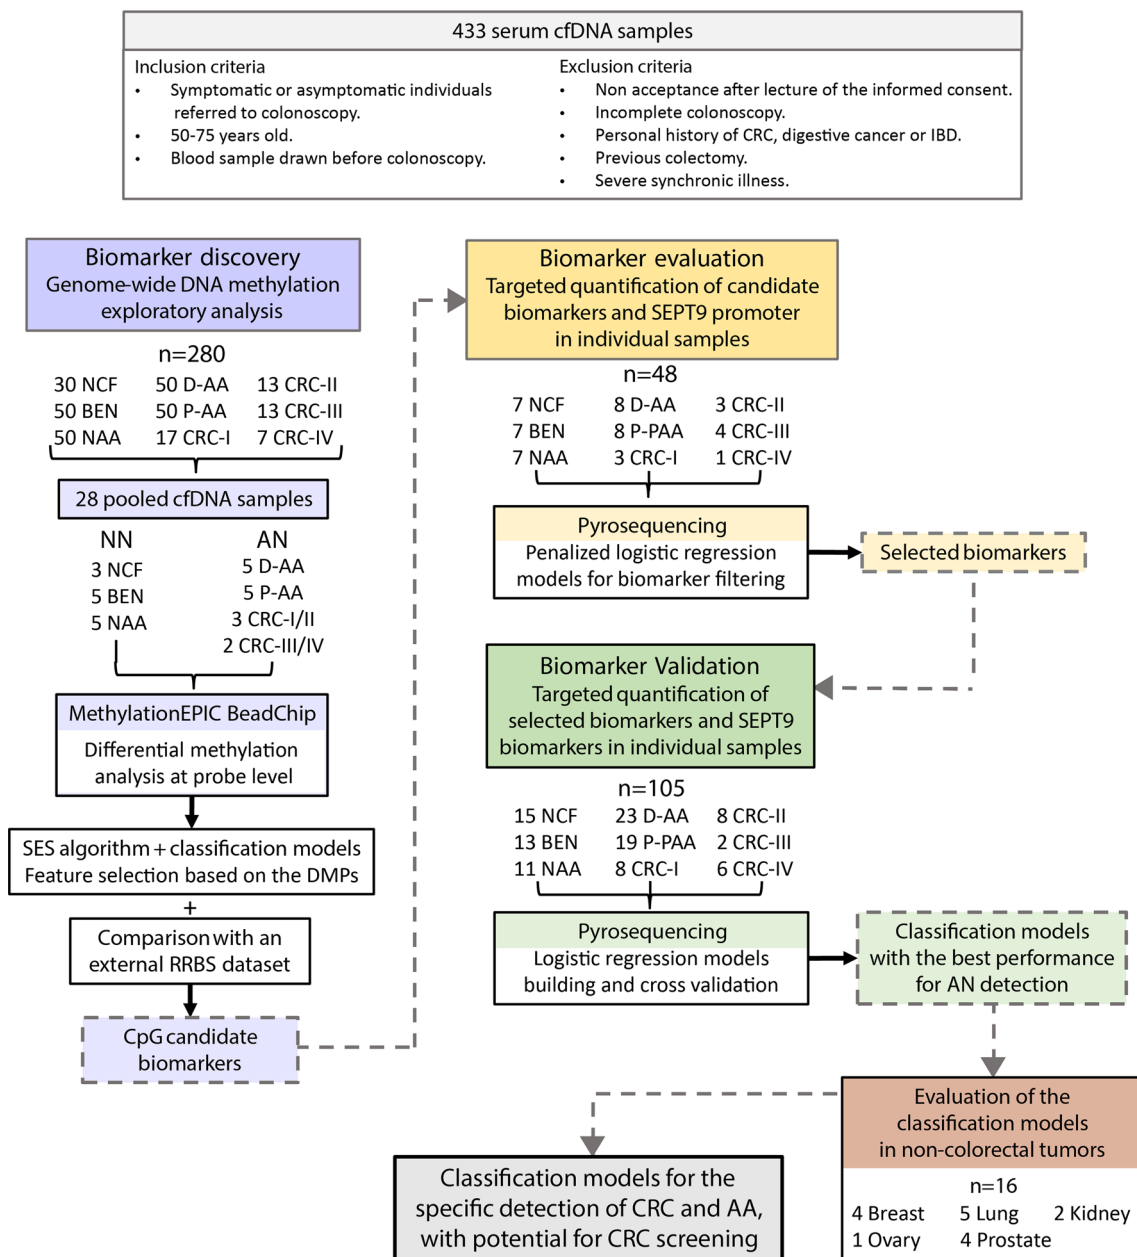 433 serum cfDNA samples
Inclusion criteria
• Symptomatic or asymptomatic individuals
referred to colonoscopy.
• 50-75 years old.
• Blood sample drawn before colonoscopy.
Exclusion criteria
• Non acceptance after lecture of the informed consent.
• Incomplete colonoscopy.
• Personal history of CRC, digestive cancer or IBD.
• Previous colectomy.
• Severe synchronic illness.
Biomarker discovery
Genome-wide DNA methylation
exploratory analysis
n=280
30 NCF 50 D-AA 13 CRC-II
50 BEN 50 P-AA 13 CRC-III
50 NAA 17 CRC-I 7 CRC-IV
28 pooled cfDNA samples
NN
3 NCF
5 BEN
5 NAA
AN
5 D-AA
5 P-AA
3 CRC-I/II
2 CRC-III/IV
MethylationEPIC BeadChip
Differential methylation
analysis at probe level
SES algorithm + classification models
Feature selection based on the DMPs
+
Comparison with an
external RRBS dataset
CpG candidate
biomarkers
Biomarker evaluation
Targeted quantification of candidate
biomarkers and SEPT9 promoter
in individual samples
n=48
7 NCF 8 D-AA 3 CRC-II
7 BEN 8 P-PAA 4 CRC-III
7 NAA 3 CRC-I 1 CRC-IV
Pyrosequencing
Penalized logistic regression
models for biomarker filtering
Selected biomarkers
Biomarker Validation
Targeted quantification of
selected biomarkers and SEPT9
biomarkers in individual samples
n=105
15 NCF 23 D-AA 8 CRC-II
13 BEN 19 P-PAA 2 CRC-III
11 NAA 8 CRC-I 6 CRC-IV
Pyrosequencing
Logistic regression models
building and cross validation
Classification models
with the best performance
for AN detection
Evaluation of the
classification models
in non-colorectal tumors
n=16
4 Breast 5 Lung 2 Kidney
1 Ovary 4 Prostate
Classification models for the
specific detection of CRC and AA,
with potential for CRC screening